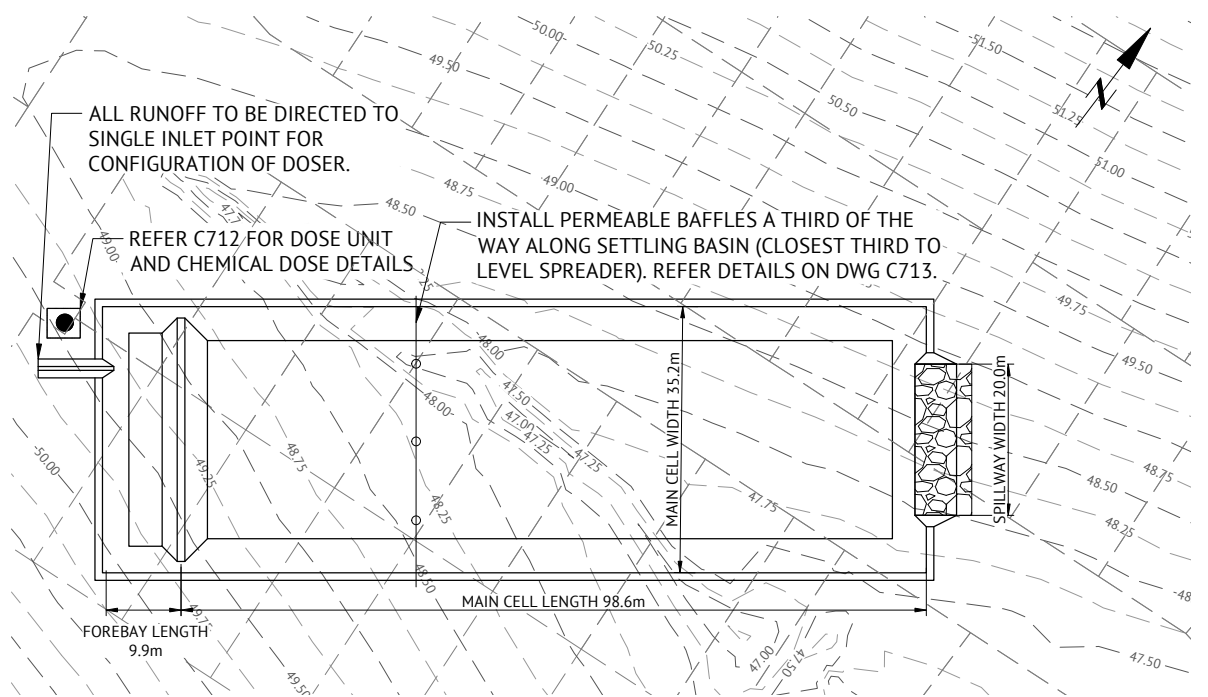 50.00
50.25
51.50
49.50
50.50
51.25
N
ALL RUNOFF TO BE DIRECTED TO
SINGLE INLET POINT FOR
CONFIGURATION OF DOSER.
51.00
48.75
49.00
48.50
49.00
REFER C712 FOR DOSE UNIT
AND CHEMICAL DOSE DETAILS
INSTALL PERMEABLE BAFFLES A THIRD OF THE
WAY ALONG SETTLING BASIN (CLOSEST THIRD TO
LEVEL SPREADER). REFER DETAILS ON DWG C713.
49.75
48.00
49.50
47.50
48.00
47.00
47.25
47.25
MAIN CELL WIDTH 35.2m
SPILLWAY WIDTH 20.0m
50.00
49.25
48.75
48.75
48.50
47.75
48.25
48.25
48.50
MAIN CELL LENGTH 98.6m
FOREBAY LENGTH
9.9m
49.75
47.00
47.50
47.50
49.50